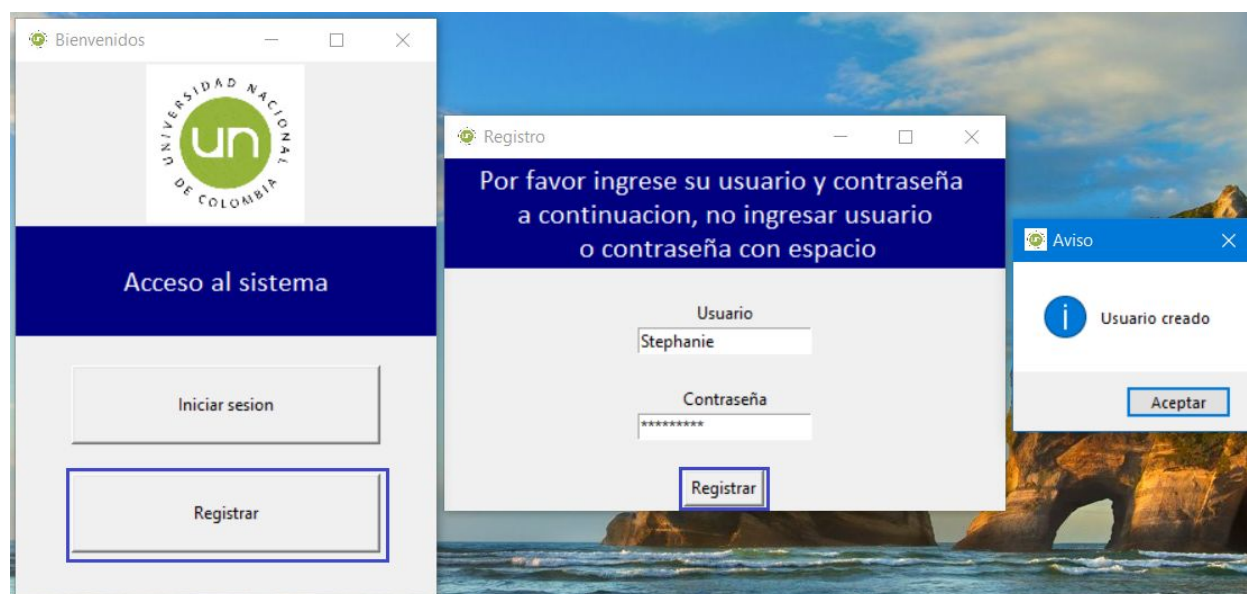 Bienvenidos
UNIVERSIDAD NACIONAL
un
DE COLOMBIA
Acceso al sistema
Iniciar sesion
Registrar
Registro
Por favor ingrese su usuario y contraseña
a continuacion, no ingresar usuario
o contraseña con espacio
Usuario
Stephanie
Contraseña
*********
Registrar
Aviso
Usuario creado
Aceptar